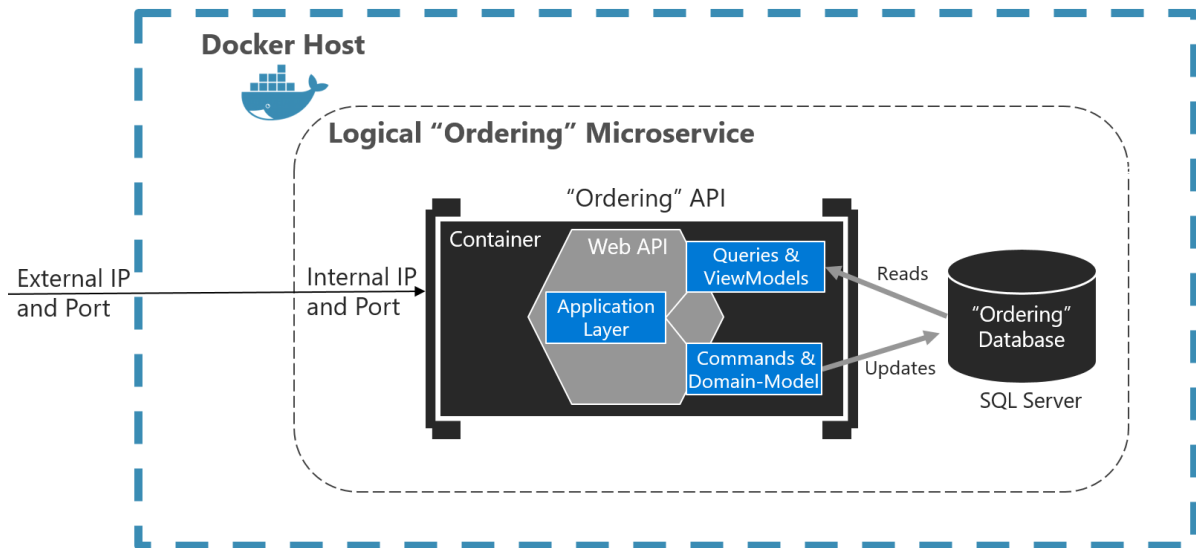 Docker Host
Logical “Ordering” Microservice
“Ordering” API
Container
Web API
Queries &
ViewModels
Reads
External IP
and Port
Internal IP
and Port
Application
Layer
“Ordering”
Database
Commands &
Domain-Model
Updates
SQL Server